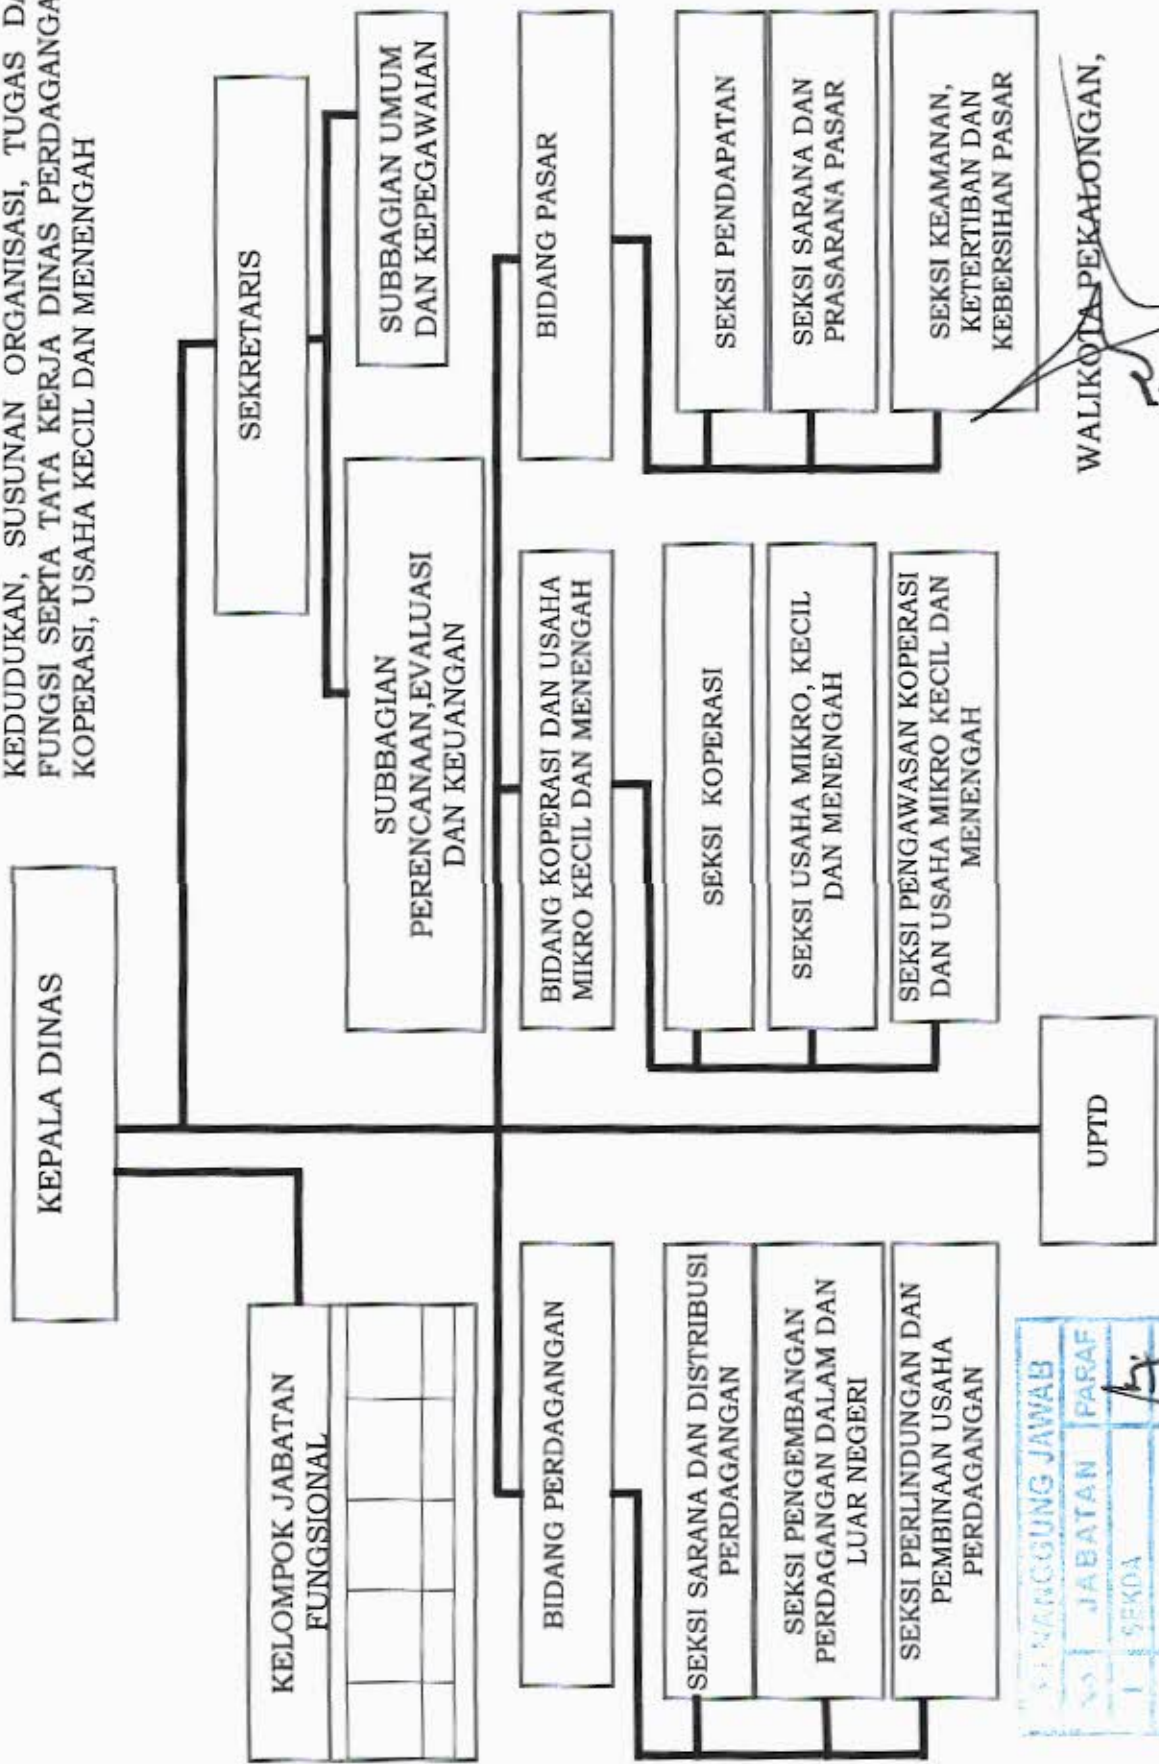 KEDUDUKAN, SUSUNAN ORGANISASI, TUGAS
FUNGSI SERTA TATA KERJA DINAS
KOPERASI, USAHA KECIL DAN MENENGAH
KEPALA DINAS
SEKRETARIS
KELOMPOK JABATAN
FUNGSIONAL
SUBBAGIAN
PERENCANAAN,EVALUASI
DAN KEUANGAN
SUBBAGIAN UMUM
DAN KEPEGAWAIAN
BIDANG PERDAGANGAN
BIDANG KOPERASI DAN USAHA
MIKRO KECIL DAN MENENGAH
BIDANG PASAR
SEKSI SARANA DAN DISTRIBUSI
PERDAGANGAN
SEKSI PENGEMBANGAN
PERDAGANGAN DALAM DAN
LUAR NEGERI
SEKSI PERLINDUNGAN DAN
PEMBINAAN USAHA
PERDAGANGAN
SEKSI KOPERASI
SEKSI USAHA MIKRO, KECIL
DAN MENENGAH
SEKSI PENGAWASAN KOPERASI
DAN USAHA MIKRO KECIL DAN
MENENGAH
SEKSI PENDAPATAN
SEKSI SARANA DAN
PRASARANA PASAR
SEKSI KEAMANAN,
KETERTIBAN DAN
KEBERSIHAN PASAR
UPTD
WALIKOTA PEKALONGAN,
JAWAB
JABATAN PARAF
1 SEKDA